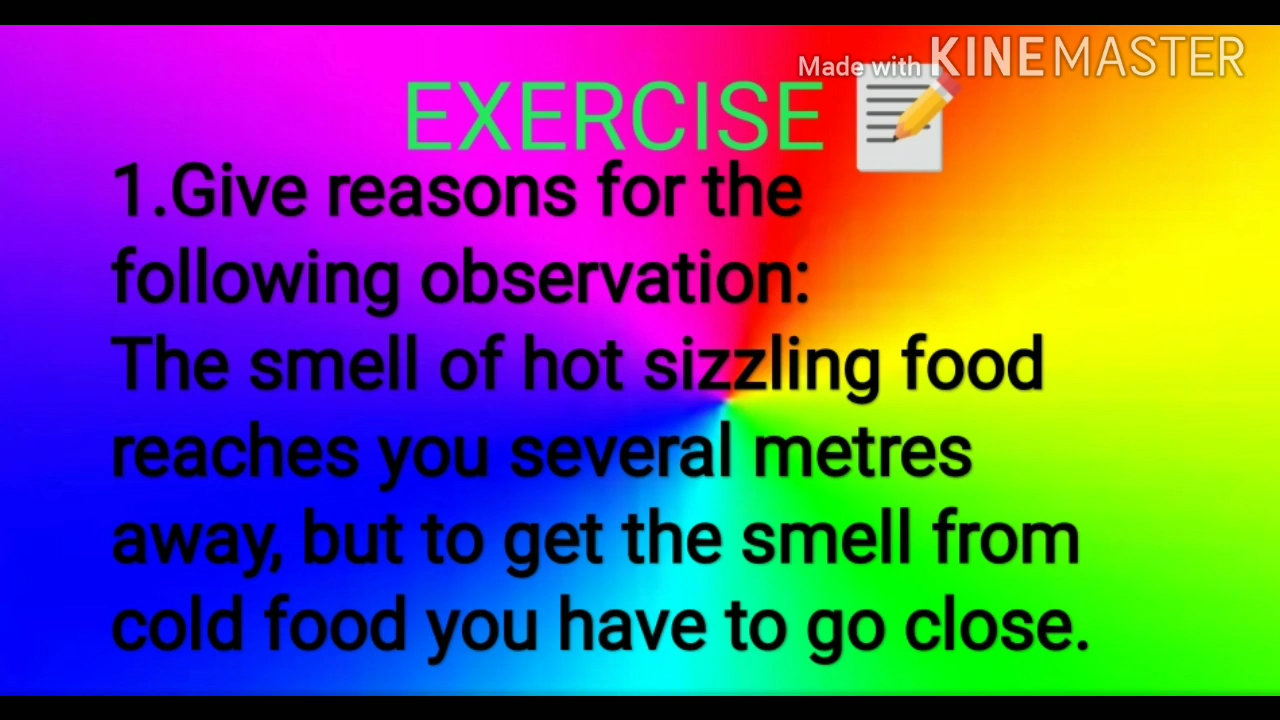 Made with KINEMASTER
EXERCISE
1.Give reasons for the
following observation:
The smell of hot sizzling food
reaches you several metres
away, but to get the smell from
cold food you have to go close.